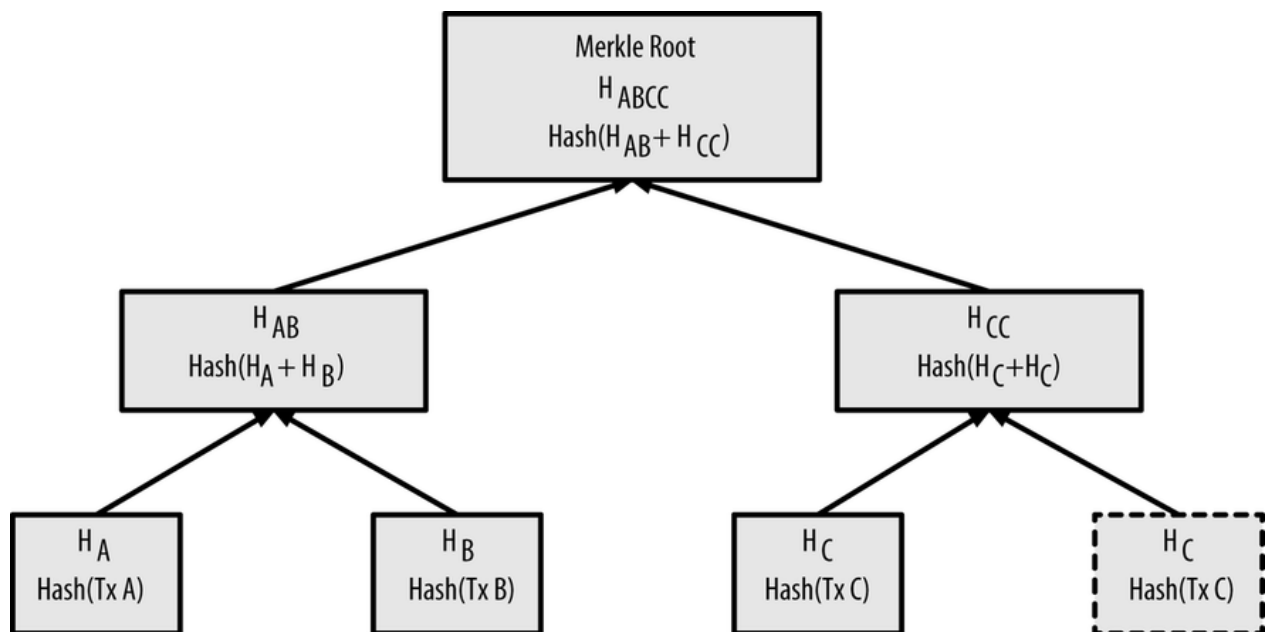 Merkle Root
H ABCC
Hash(H AB + H CC)
H AB
Hash(H A + H B)
H CC
Hash(H C+H C)
H A
Hash(Tx A)
H B
Hash(Tx B)
H C
Hash(Tx C)
H C
Hash(Tx C)